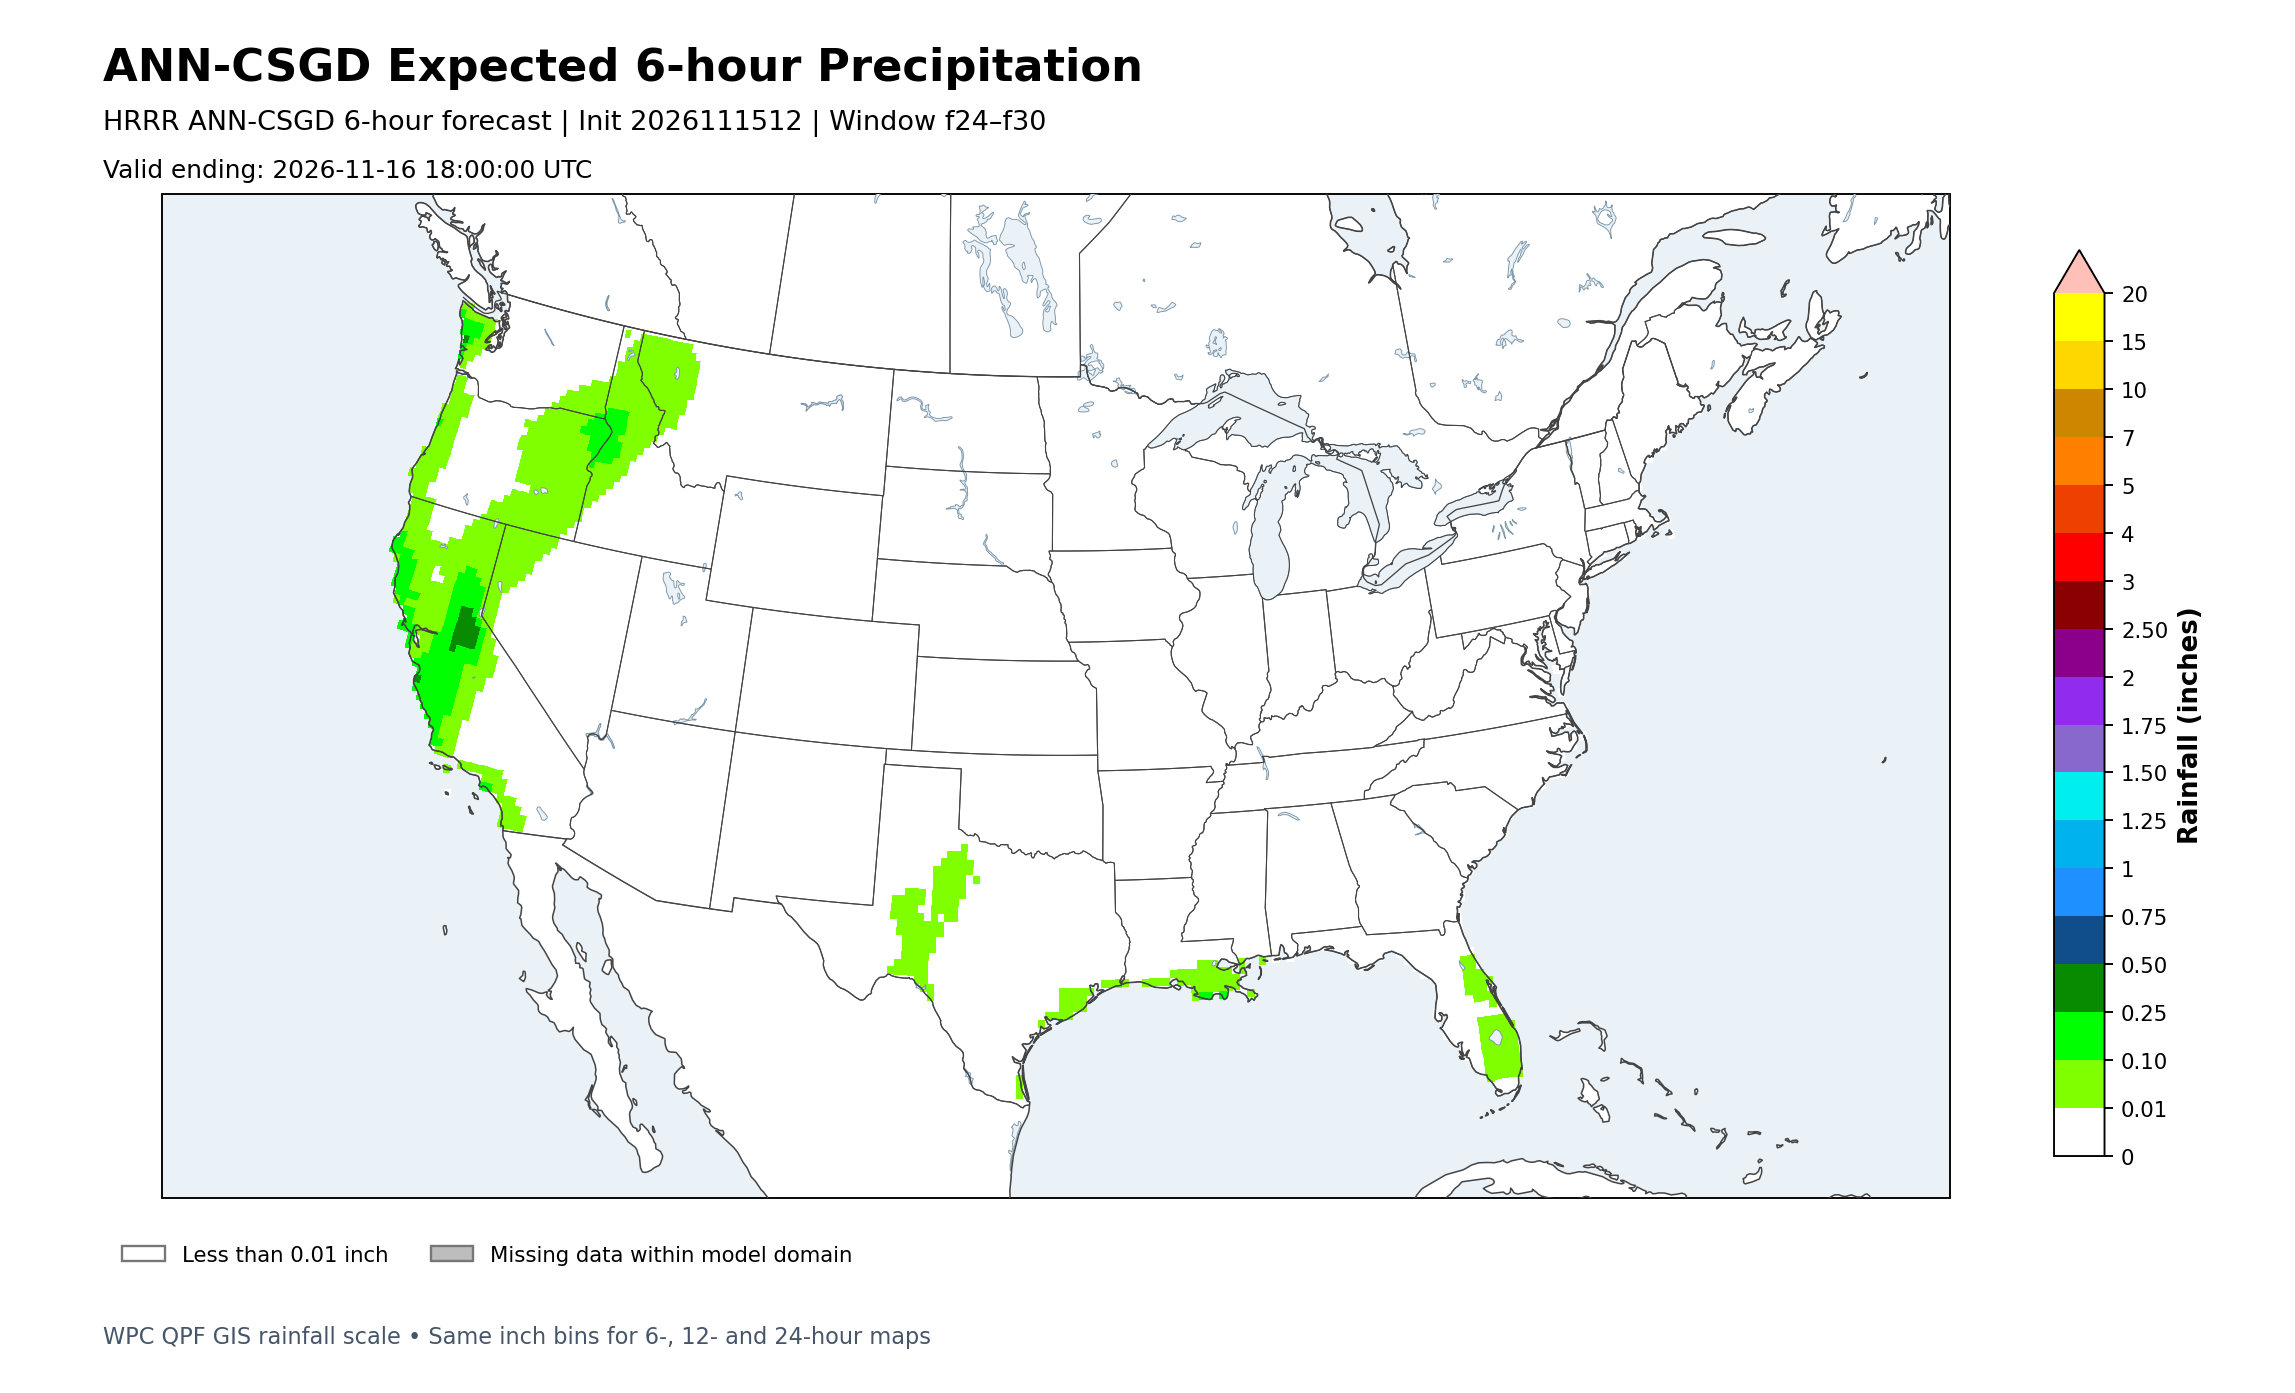 ANN-CSGD Expected 6-hour Precipitation
HRRR ANN-CSGD 6-hour forecast | Init 2026111512 | Window f24–f30
Valid ending: 2026-11-16 18:00:00 UTC
20
15
10
7
5
4
3
2.50
2
1.75
1.50
1.25
1
0.75
0.50
0.25
0.10
0.01
0
Rainfall (inches)
Less than 0.01 inch
Missing data within model domain
WPC QPF GIS rainfall scale • Same inch bins for 6-, 12- and 24-hour maps